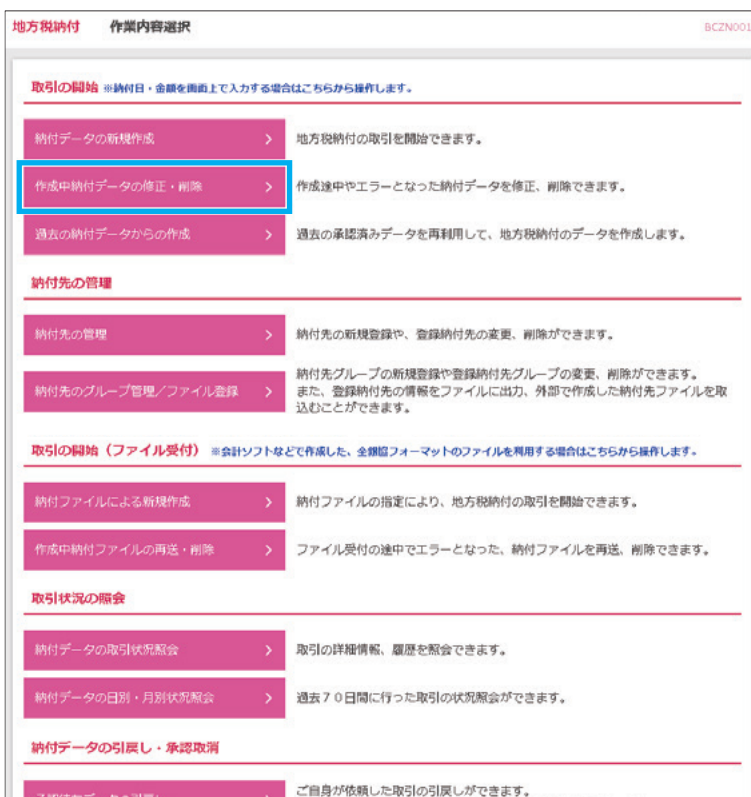 地方税納付 作業内容選択 BCZN001
取引の開始 ※納付日・金額を画面上で入力する場合はこちらから操作します。
納付データの新規作成 地方税納付の取引を開始できます。
作成中納付データの修正・削除 作成途中やエラーとなった納付データを修正、削除できます。
過去の納付データからの作成 過去の承認済みデータを再利用して、地方税納付のデータを作成します。
納付先の管理
納付先の管理 納付先の新規登録や、登録納付先の変更、削除ができます。
納付先のグループ管理/ファイル登録 納付先グループの新規登録や登録納付先グループの変更、削除ができます。
また、登録納付先の情報をファイルに出力、外部で作成した納付先ファイルを取
込むことができます。
取引の開始(ファイル受付) ※会計ソフトなどで作成した、全銀協フォーマットのファイルを利用する場合はこちらから操作します。
納付ファイルによる新規作成 納付ファイルの指定により、地方税納付の取引を開始できます。
作成中納付ファイルの再送・削除 ファイル受付の途中でエラーとなった、納付ファイルを再送、削除できます。
取引状況の照会
納付データの取引状況照会 取引の詳細情報、履歴を照会できます。
納付データの日別・月別状況照会 過去70日間に行った取引の状況照会ができます。
納付データの引戻し・承認取消
ご自身が依頼した取引の引戻しができます。